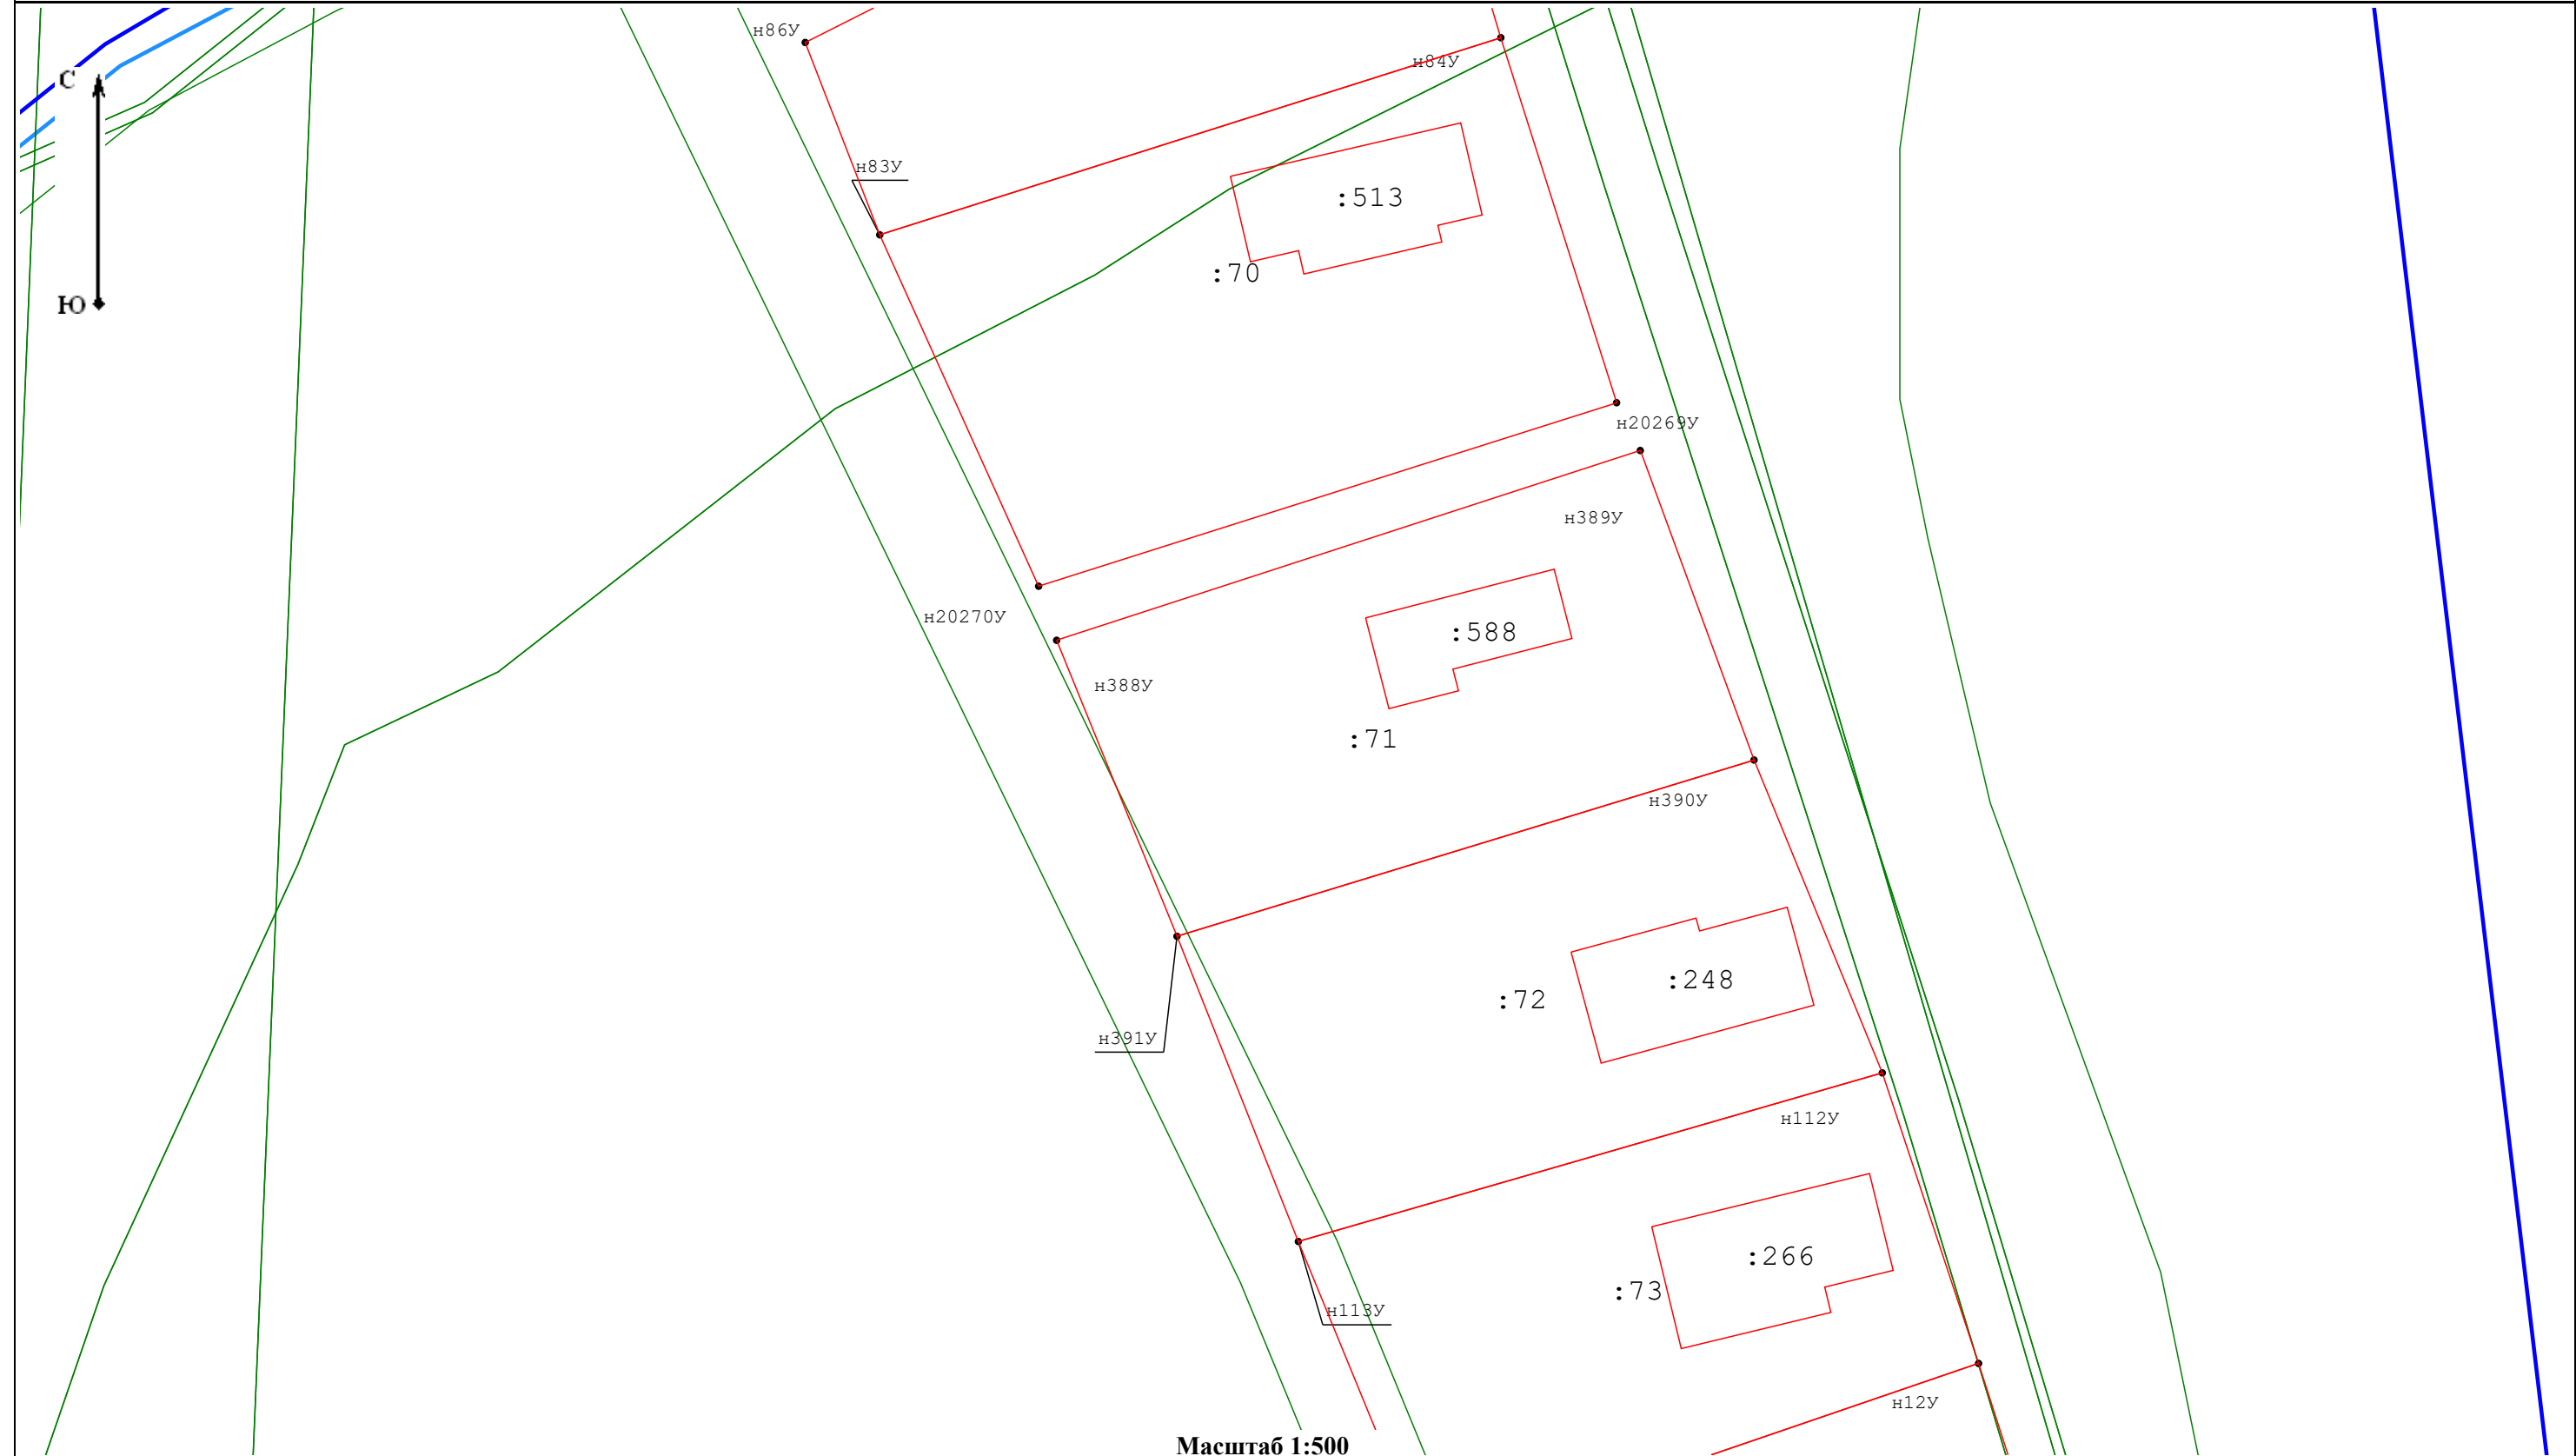 н86У
н84У
С
н83У
:513
:70
Ю
н20269У
н389У
н20270У
:588
н388У
:71
н390У
:248
:72
н391У
н112У
:266
:73
н113У
н12У
Масштаб 1:500